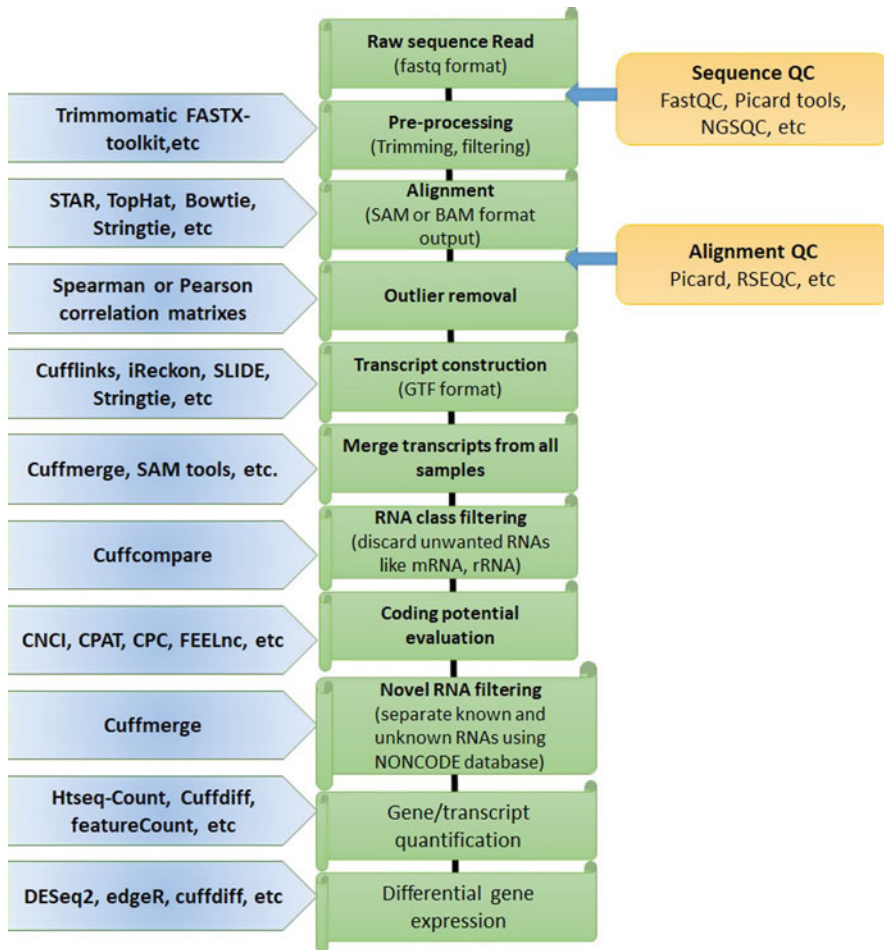 Raw sequence Read
(fastq format)
Sequence QC
FastQC, Picard tools,
NGSQC, etc
Trimmomatic FASTX-
toolkit,etc
Pre-processing
(Trimming, filtering)
STAR, TopHat, Bowtie,
Stringtie, etc
Alignment
(SAM or BAM format
output)
Alignment QC
Picard, RSEQC, etc
Spearman or Pearson
correlation matrixes
Outlier removal
Cufflinks, iReckon, SLIDE,
Stringtie, etc
Transcript construction
(GTF format)
Cuffmerge, SAM tools, etc.
Merge transcripts from all
samples
Cuffcompare
RNA class filtering
(discard unwanted RNAs
like mRNA, rRNA)
CNCI, CPAT, CPC, FEELnc, etc
Coding potential
evaluation
Cuffmerge
Novel RNA filtering
(separate known and
unknown RNAs using
NONCODE database)
Htseq-Count, Cuffdiff,
featureCount, etc
Gene/transcript
quantification
DESeq2, edgeR, cuffdiff, etc
Differential gene
expression